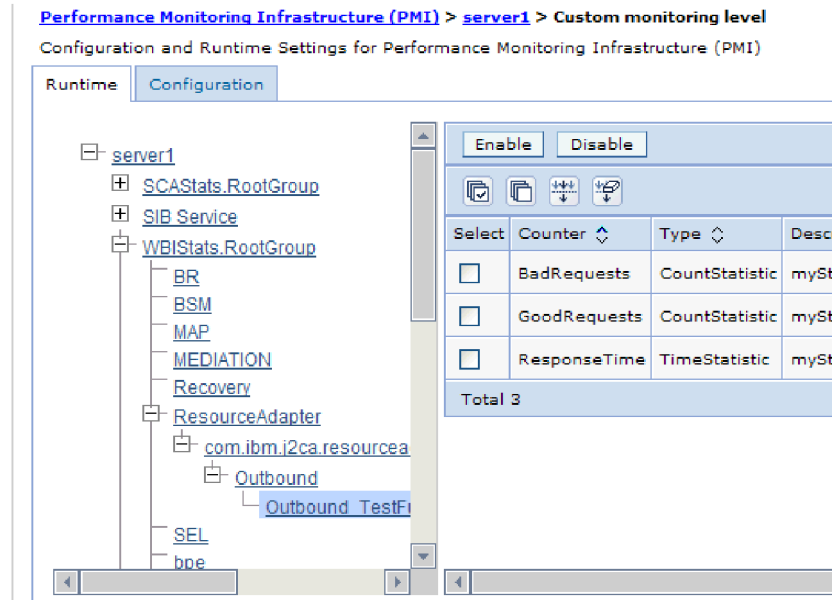 Performance Monitoring Infrastructure (PMI) > server1 > Custom monitoring level
Configuration and Runtime Settings for Performance Monitoring Infrastructure (PMI)
Runtime
Configuration
server1
SCAStats.RootGroup
SIB Service
WBIStats.RootGroup
BR
BSM
MAP
MEDIATION
Recovery
ResourceAdapter
com.ibm.j2ca.resourcea
Outbound
Outbound_TestFu
SEL
bpe
Enable Disable
Select Counter Type Desc
BadRequests CountStatistic mySt
GoodRequests CountStatistic mySt
ResponseTime TimeStatistic mySt
Total 3